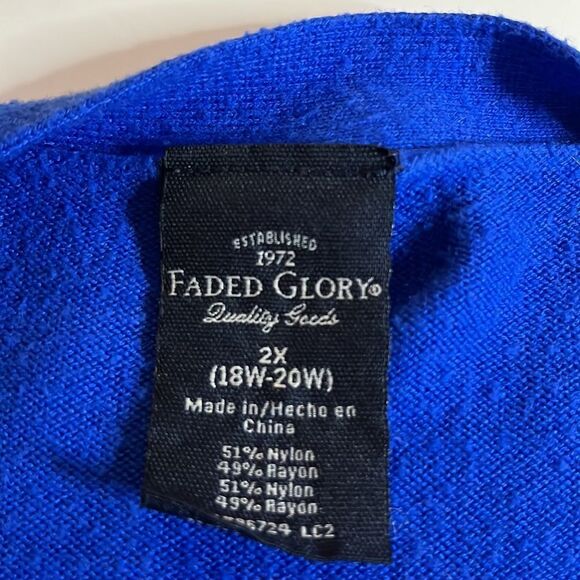 ESTABLISHED
1972
FADED GLORY®
Quality Goods
2X
(18W-20W)
Made in/Hecho en
China
51% Nylon
49% Rayon
51% Nylon
49% Rayon
LC2